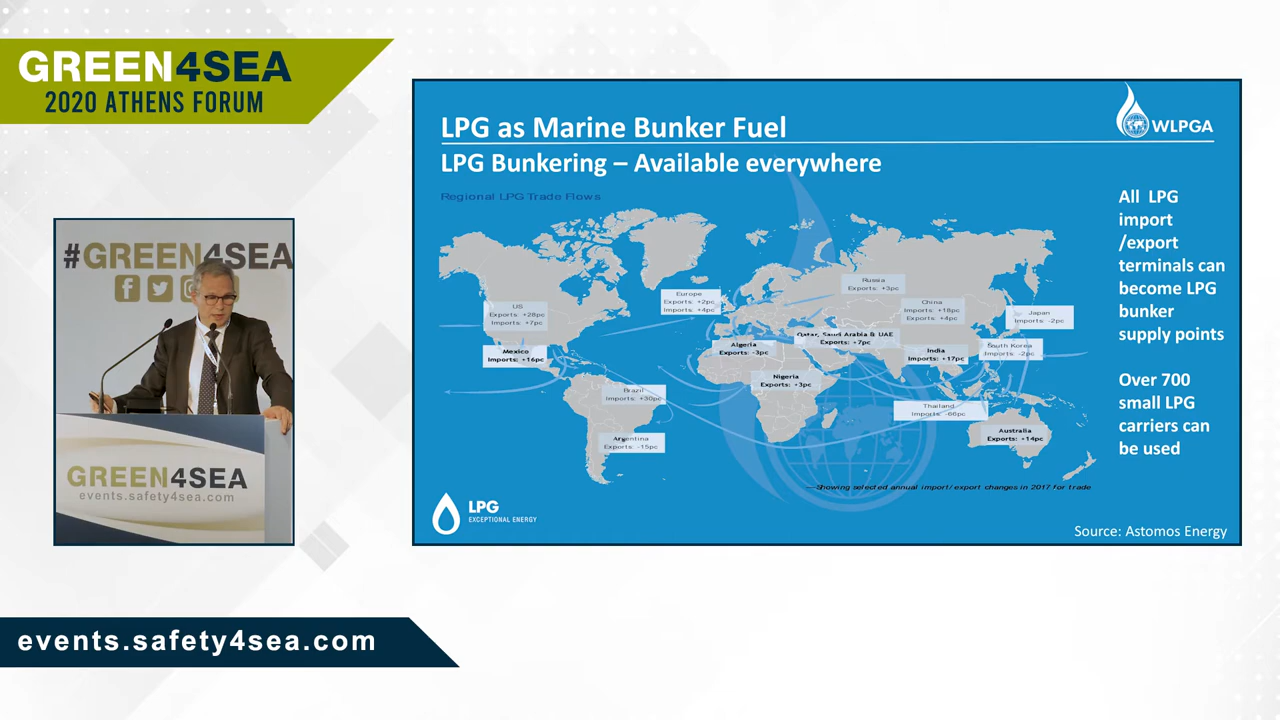 GREEN4SEA
2020 ATHENS FORUM
#GREEN4SEA
GREEN4SEA
events.safety4sea.com
events.safety4sea.com
LPG as Marine Bunker Fuel
WLPGA
LPG Bunkering – Available everywhere
Regional LPG Trade Flows
US
Exports: +28pc
Imports: +7pc
Mexico
Imports: +16pc
Europe
Exports: +2pc
Imports: +4pc
Russia
Exports: +3pc
China
Imports: +18pc
Exports: +4pc
Japan
Imports: -2pc
Qatar, Saudi Arabia & UAE
Exports: +7pc
Algeria
Exports: -3pc
India
Imports: +17pc
South Korea
Imports: -2pc
Nigeria
Exports: +3pc
Brazil
Imports: +30pc
Thailand
Argentina
Exports: -15pc
Australia
Exports: +14pc
Showing selected annual import/export changes in 2017 for trade
All LPG
import
/export
terminals can
become LPG
bunker
supply points
Over 700
small LPG
carriers can
be used
LPG
EXCEPTIONAL ENERGY
Source: Astomos Energy